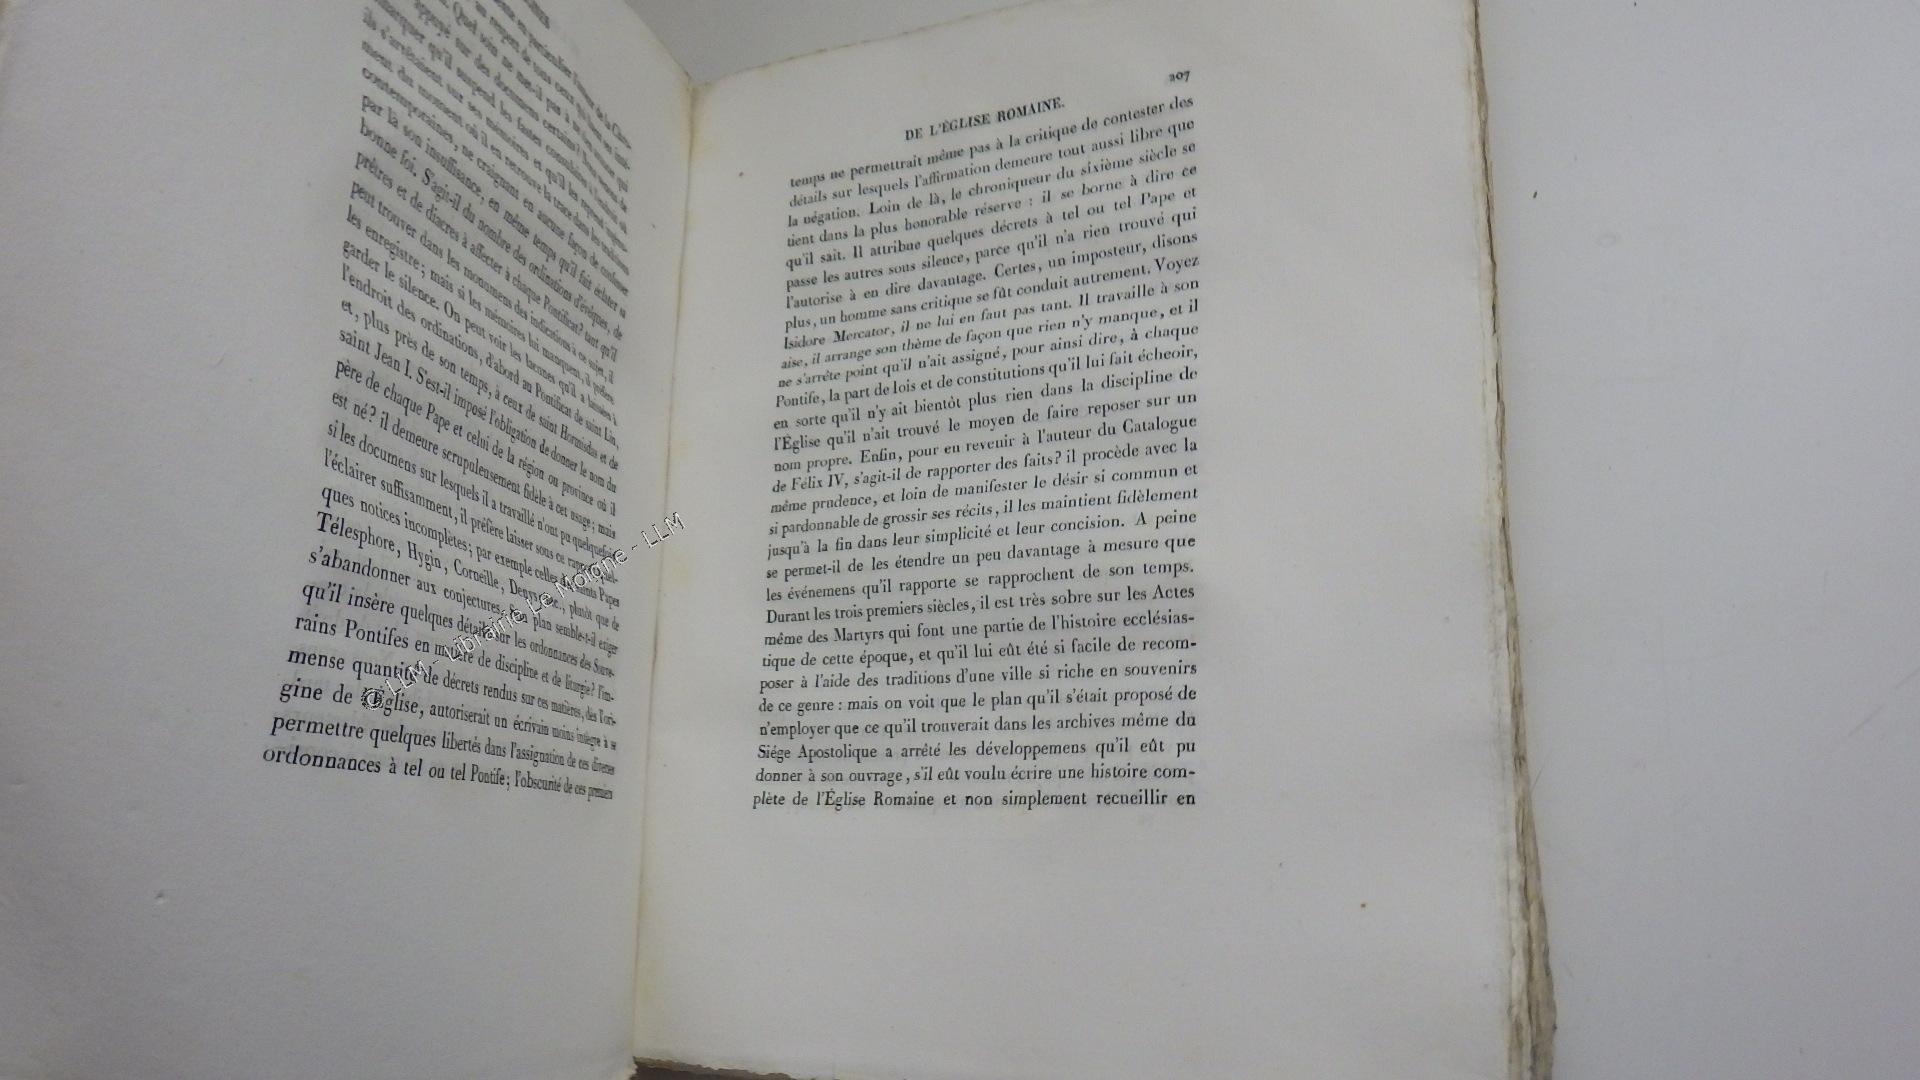 bonne foi. S'agit-il du nombre des ordinations d'évêques, de
prêtres et de diacres à affecter à chaque Pontificat? tant qu'il
peut trouver dans les monumens des indications à ce sujet, il
les enregistre; mais si les mémoires lui manquent, il préfère
garder le silence. On peut voir les lacunes qu'il a laissées à
l'endroit des ordinations, d'abord au Pontificat de saint Lin,
et, plus près de son temps, à ceux de saint Hormisdas et de
saint Jean I. S'est-il imposé l'obligation de donner le nom du
père de chaque Pape et celui de la région ou province où il
est né? il demeure scrupuleusement fidèle à cet usage; mais
si les documens sur lesquels il a travaillé n'ont pu quelquefois
l'éclairer suffisamment, il préfère laisser sous ce rapport quel-
ques notices incomplètes; par exemple celles de saints Papes
Télesphore, Hygin, Corneille, Denys, etc., plutôt que de
s'abandonner aux conjectures. Son plan semble-t-il exiger
qu'il insère quelques détails sur les ordonnances des Souve-
rains Pontifes en matière de discipline et de liturgie? l'im-
mense quantité de décrets rendus sur ces matières, dès l'ori-
gine de l'Église, autoriserait un écrivain moins intègre à se
permettre quelques libertés dans l'assignation de ces diverses
ordonnances à tel ou tel Pontife; l'obscurité de ces premiers
© LLM - Librairie Le Moigne - LLM
DE L'ÉGLISE ROMAINE. 207
temps ne permettrait même pas à la critique de contester des
détails sur lesquels l'affirmation demeure tout aussi libre que
la négation. Loin de là, le chroniqueur du sixième siècle se
tient dans la plus honorable réserve : il se borne à dire ce
qu'il sait. Il attribue quelques décrets à tel ou tel Pape et
passe les autres sous silence, parce qu'il n'a rien trouvé qui
l'autorise à en dire davantage. Certes, un imposteur, disons
plus, un homme sans critique se fût conduit autrement. Voyez
Isidore Mercator, il ne lui en faut pas tant. Il travaille à son
aise, il arrange son thème de façon que rien n'y manque, et il
ne s'arrête point qu'il n'ait assigné, pour ainsi dire, à chaque
Pontife, la part de lois et de constitutions qu'il lui fait écheoir,
en sorte qu'il n'y ait bientôt plus rien dans la discipline de
l'Église qu'il n'ait trouvé le moyen de faire reposer sur un
nom propre. Enfin, pour en revenir à l'auteur du Catalogue
de Félix IV, s'agit-il de rapporter des faits? il procède avec la
même prudence, et loin de manifester le désir si commun et
si pardonnable de grossir ses récits, il les maintient fidèlement
jusqu'à la fin dans leur simplicité et leur concision. A peine
se permet-il de les étendre un peu davantage à mesure que
les événemens qu'il rapporte se rapprochent de son temps.
Durant les trois premiers siècles, il est très sobre sur les Actes
même des Martyrs qui font une partie de l'histoire ecclésias-
tique de cette époque, et qu'il lui eût été si facile de recom-
poser à l'aide des traditions d'une ville si riche en souvenirs
de ce genre : mais on voit que le plan qu'il s'était proposé de
n'employer que ce qu'il trouverait dans les archives même du
Siége Apostolique a arrêté les développemens qu'il eût pu
donner à son ouvrage, s'il eût voulu écrire une histoire com-
plète de l'Église Romaine et non simplement recueillir en